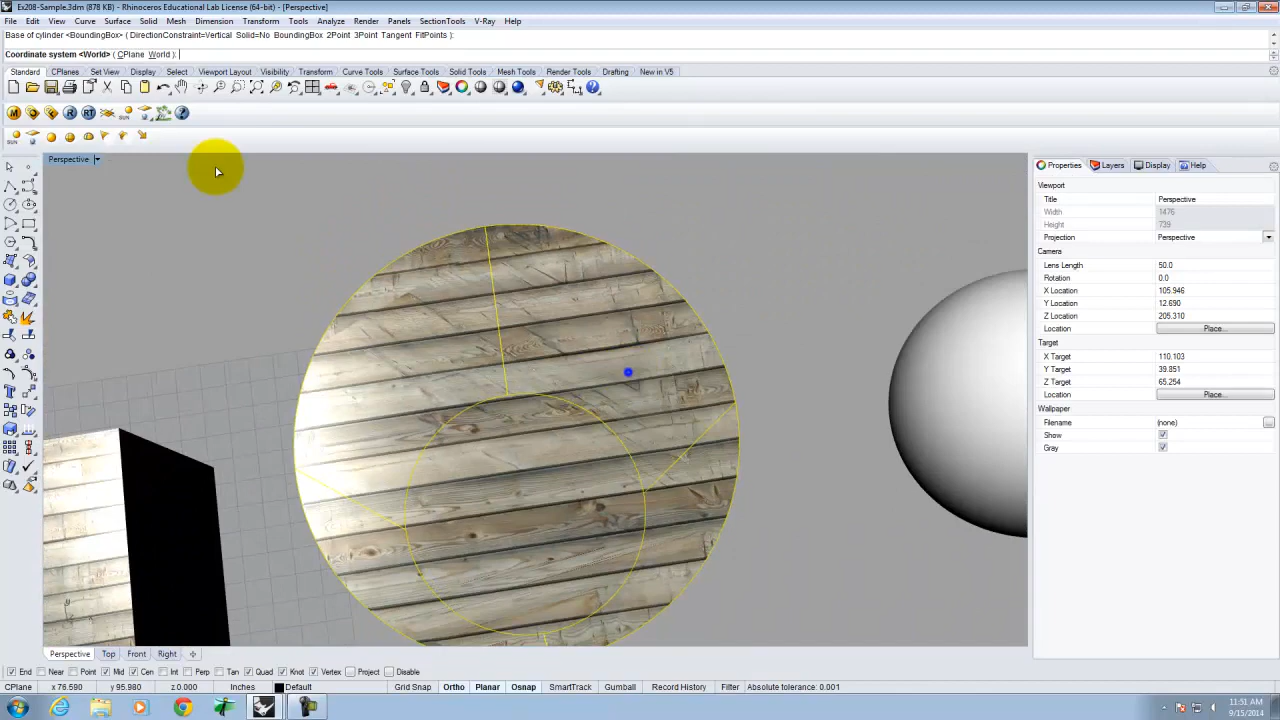 Ex208-Sample.3dm (878 KB) - Rhinoceros Educational Lab License (64-bit) - [Perspective]
File Edit View Curve Surface Solid Mesh Dimension Transform Tools Analyze Render Panels SectionTools V-Ray Help
Base of cylinder <BoundingBox> ( DirectionConstraint=Vertical Solid=No BoundingBox 2Point 3Point Tangent FitPoints ):
Coordinate system <World> ( CPlane World ):
Standard CPlanes Set View Display Select Viewport Layout Visibility Transform Curve Tools Surface Tools Solid Tools Mesh Tools Render Tools Drafting New in V5
M R RT SUN
SUN
Perspective
Properties Layers Display Help
Viewport
Title Perspective
Width 1476
Height 739
Projection Perspective
Camera
Lens Length 50.0
Rotation 0.0
X Location 105.946
Y Location 12.690
Z Location 205.310
Location Place...
Target
X Target 110.103
Y Target 39.851
Z Target 65.254
Location Place...
Wallpaper
Filename (none) ...
Show
Gray
Perspective Top Front Right
End Near Point Mid Cen Int Perp Tan Quad Knot Vertex Project Disable
CPlane x 76.590 y 95.980 z 0.000 Inches Default Grid Snap Ortho Planar Osnap SmartTrack Gumball Record History Filter Absolute tolerance: 0.001
11:51 AM
9/15/2014